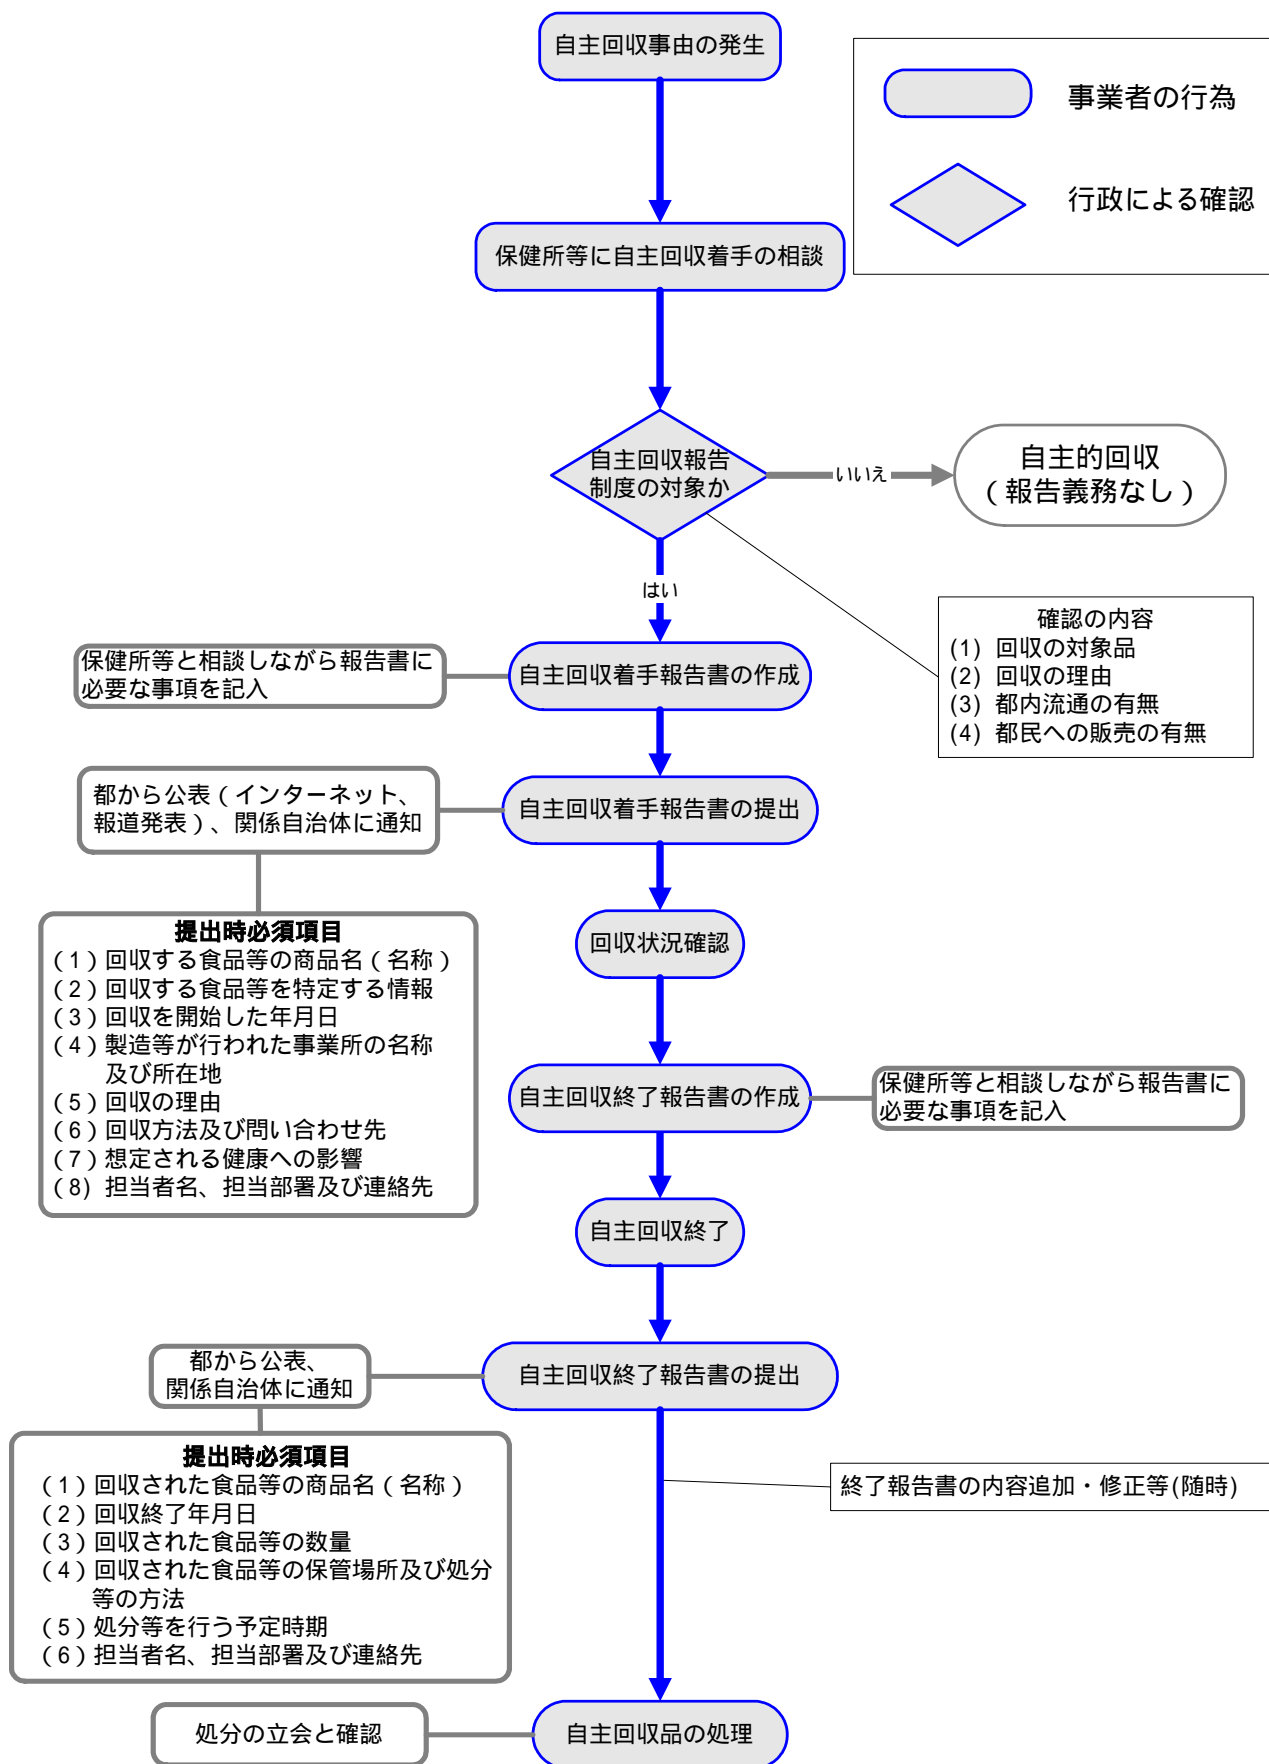 自主回収事由の発生
事業者の行為
行政による確認
保健所等に自主回収着手の相談
自主回収報告
制度の対象か
いいえ
自主的回収
（報告義務なし）
はい
確認の内容
(1) 回収の対象品
(2) 回収の理由
(3) 都内流通の有無
(4) 都民への販売の有無
保健所等と相談しながら報告書に
必要な事項を記入
自主回収着手報告書の作成
都から公表（インターネット、
報道発表）、関係自治体に通知
自主回収着手報告書の提出
提出時必須項目
（1）回収する食品等の商品名（名称）
（2）回収する食品等を特定する情報
（3）回収を開始した年月日
（4）製造等が行われた事業所の名称
及び所在地
（5）回収の理由
（6）回収方法及び問い合わせ先
（7）想定される健康への影響
（8) 担当者名、担当部署及び連絡先
回収状況確認
自主回収終了報告書の作成
保健所等と相談しながら報告書に
必要な事項を記入
自主回収終了
都から公表、
関係自治体に通知
自主回収終了報告書の提出
提出時必須項目
（1）回収された食品等の商品名（名称）
（2）回収終了年月日
（3）回収された食品等の数量
（4）回収された食品等の保管場所及び処分
等の方法
（5）処分等を行う予定時期
（6）担当者名、担当部署及び連絡先
終了報告書の内容追加・修正等(随時)
処分の立会と確認
自主回収品の処理